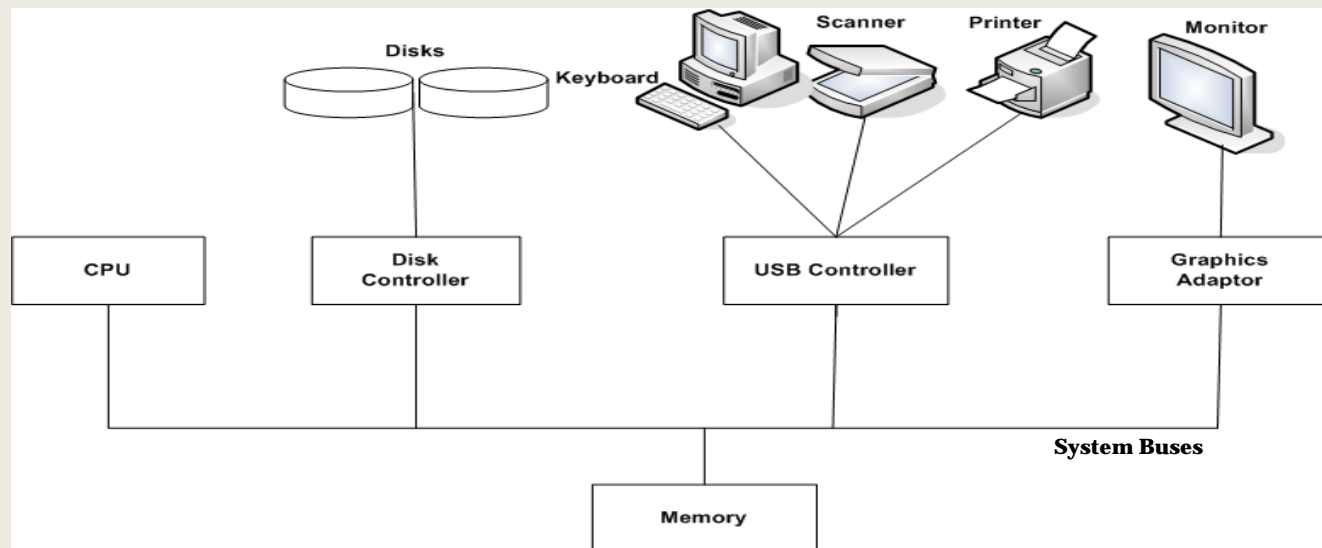 Scanner
Printer
Monitor
Disks
Keyboard
CPU
Disk
Controller
USB Controller
Graphics
Adaptor
System Buses
Memory